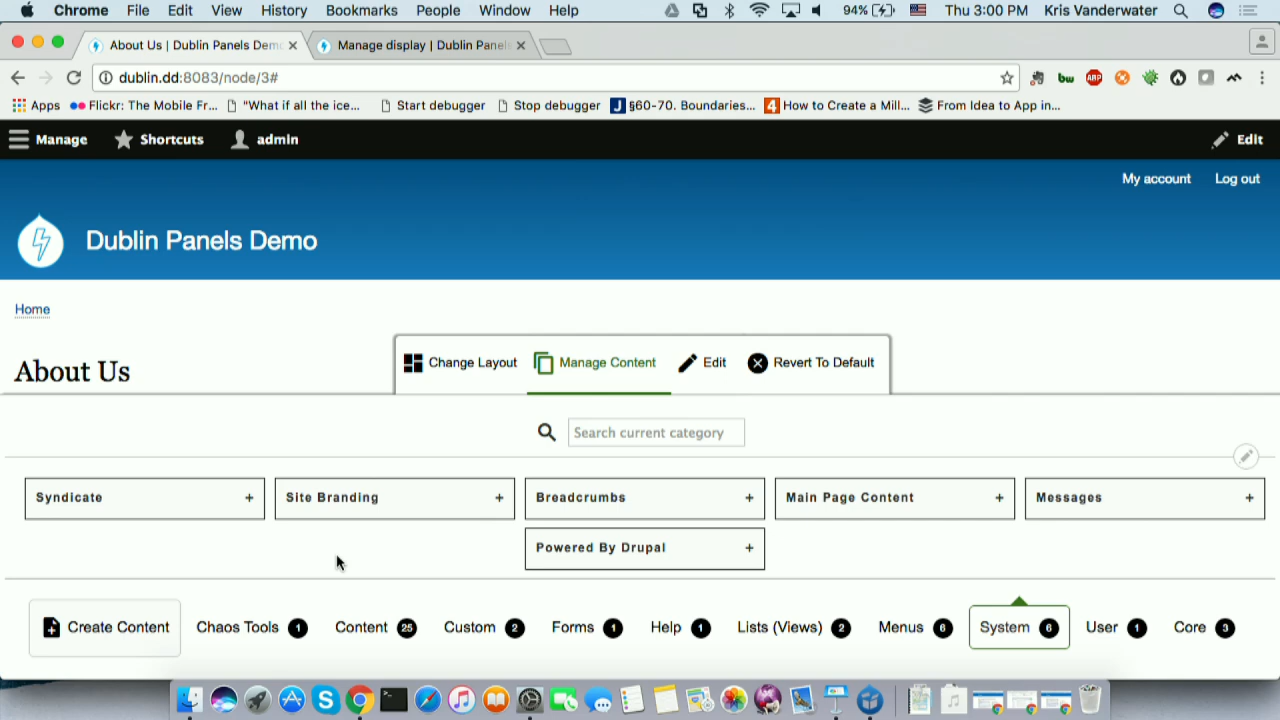 Chrome File Edit View History Bookmarks People Window Help 94% Thu 3:00 PM Kris Vanderwater
About Us | Dublin Panels Dem Manage display | Dublin Panels
dublin.dd:8083/node/3#
Apps Flickr: The Mobile Fr... "What if all the ice... Start debugger Stop debugger J §60-70. Boundaries... 4 How to Create a Mill... From Idea to App in...
Manage Shortcuts admin Edit
My account Log out
Dublin Panels Demo
Home
About Us
Change Layout Manage Content Edit Revert To Default
Search current category
Syndicate + Site Branding + Breadcrumbs + Main Page Content + Messages +
Powered By Drupal +
Create Content Chaos Tools 1 Content 25 Custom 2 Forms 1 Help 1 Lists (Views) 2 Menus 6 System 6 User 1 Core 3